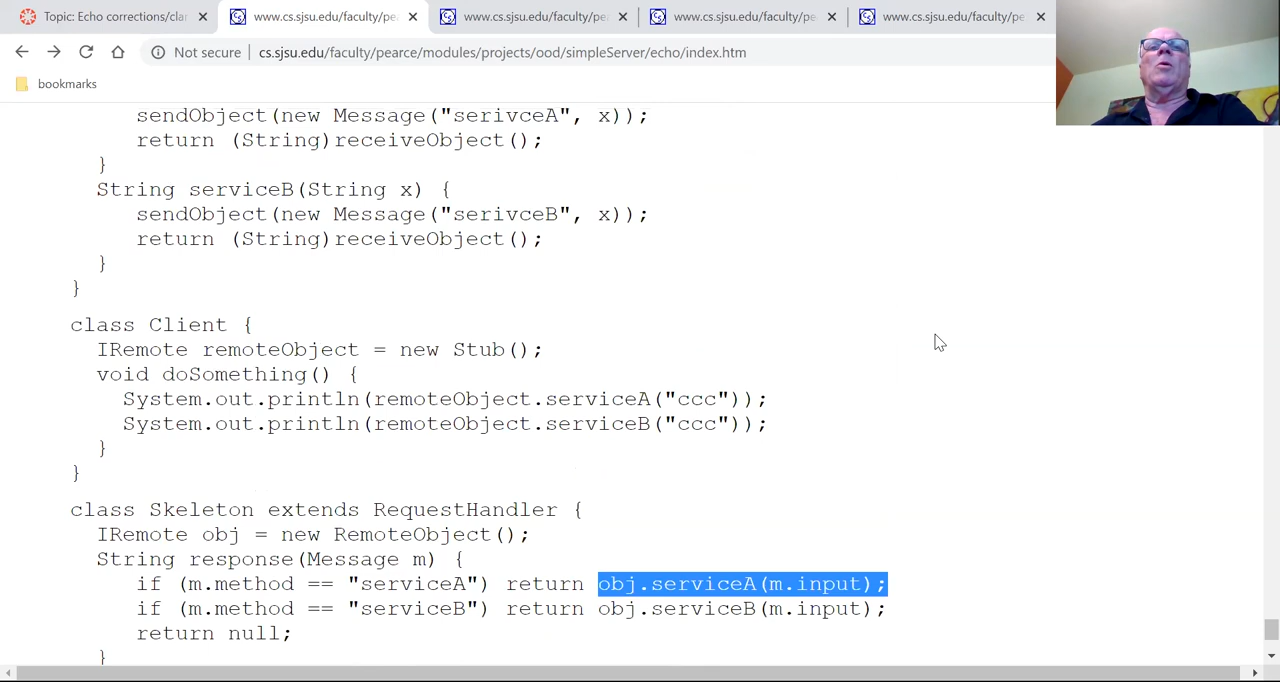 Topic: Echo corrections/clar
www.cs.sjsu.edu/faculty/pe
www.cs.sjsu.edu/faculty/pe
www.cs.sjsu.edu/faculty/pe
www.cs.sjsu.edu/faculty/pe
Not secure
cs.sjsu.edu/faculty/pearce/modules/projects/ood/simpleServer/echo/index.htm
bookmarks
sendObject(new Message("serivceA", x));
return (String)receiveObject();
}
String serviceB(String x) {
sendObject(new Message("serivceB", x));
return (String)receiveObject();
}
}
class Client {
IRemote remoteObject = new Stub();
void doSomething() {
System.out.println(remoteObject.serviceA("ccc"));
System.out.println(remoteObject.serviceB("ccc"));
}
}
class Skeleton extends RequestHandler {
IRemote obj = new RemoteObject();
String response(Message m) {
if (m.method == "serviceA") return obj.serviceA(m.input);
if (m.method == "serviceB") return obj.serviceB(m.input);
return null;
}